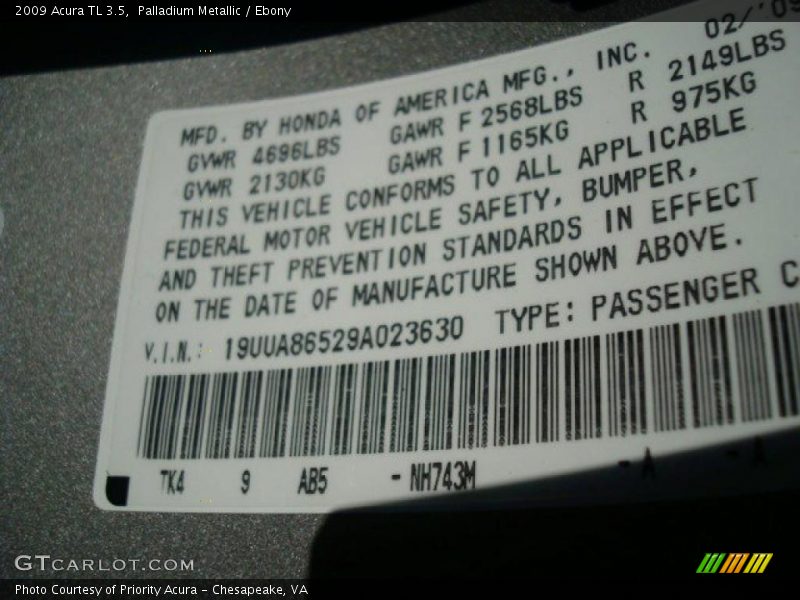 2009 Acura TL 3.5,  Palladium Metallic / Ebony
02/'09
MFD. BY HONDA OF AMERICA MFG., INC.
GVWR 4696LBS GAWR F 2568LBS R 2149LBS
GVWR 2130KG GAWR F 1165KG R 975KG
THIS VEHICLE CONFORMS TO ALL APPLICABLE
FEDERAL MOTOR VEHICLE SAFETY, BUMPER,
AND THEFT PREVENTION STANDARDS IN EFFECT
ON THE DATE OF MANUFACTURE SHOWN ABOVE.
V.I.N.: 19UUA86529A023630 TYPE: PASSENGER C
TK4 9 AB5 -NH743M -A -A
GTCARLOT.COM
Photo Courtesy of Priority Acura - Chesapeake, VA